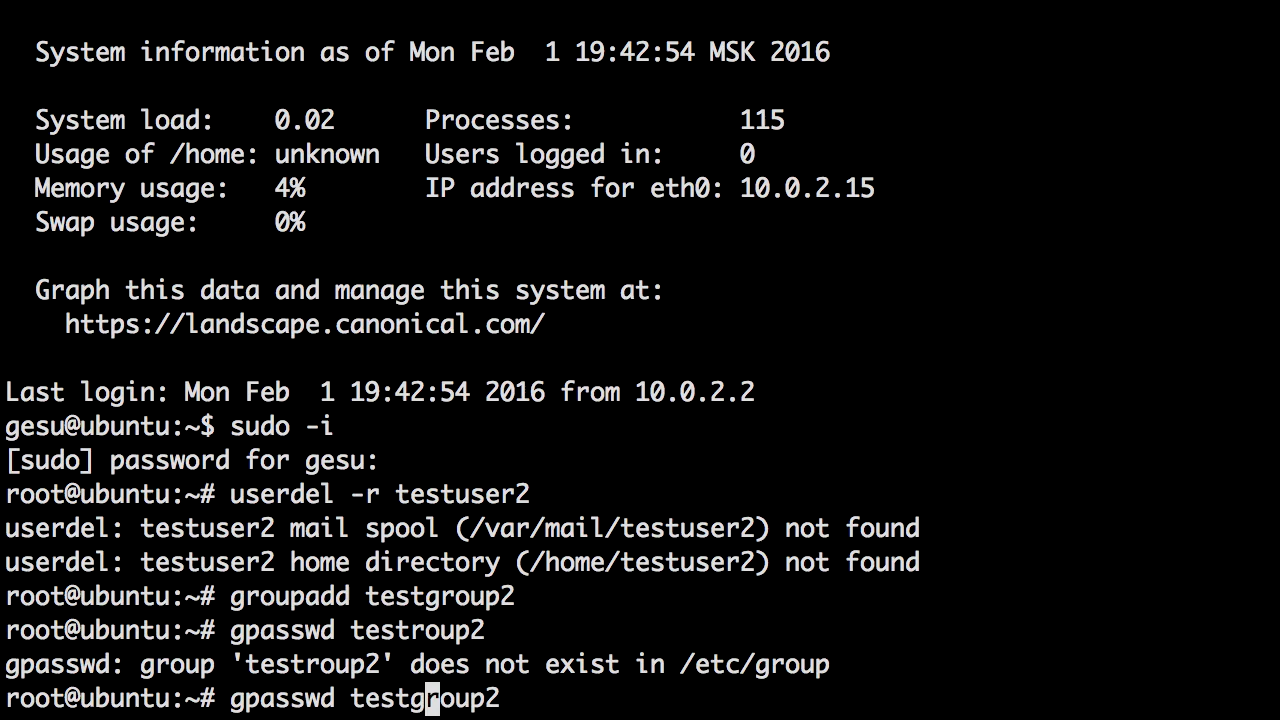 System information as of Mon Feb  1 19:42:54 MSK 2016
System load:    0.02      Processes:           115
Usage of /home: unknown   Users logged in:     0
Memory usage:   4%        IP address for eth0: 10.0.2.15
Swap usage:     0%
Graph this data and manage this system at:
https://landscape.canonical.com/
Last login: Mon Feb  1 19:42:54 2016 from 10.0.2.2
gesu@ubuntu:~$ sudo -i
[sudo] password for gesu:
root@ubuntu:~# userdel -r testuser2
userdel: testuser2 mail spool (/var/mail/testuser2) not found
userdel: testuser2 home directory (/home/testuser2) not found
root@ubuntu:~# groupadd testgroup2
root@ubuntu:~# gpasswd testroup2
gpasswd: group 'testroup2' does not exist in /etc/group
root@ubuntu:~# gpasswd testgroup2